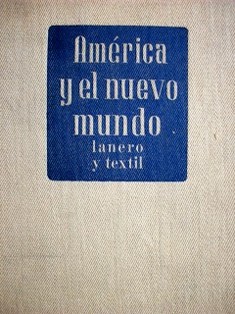 América
y el nuevo
mundo
lanero
y textil